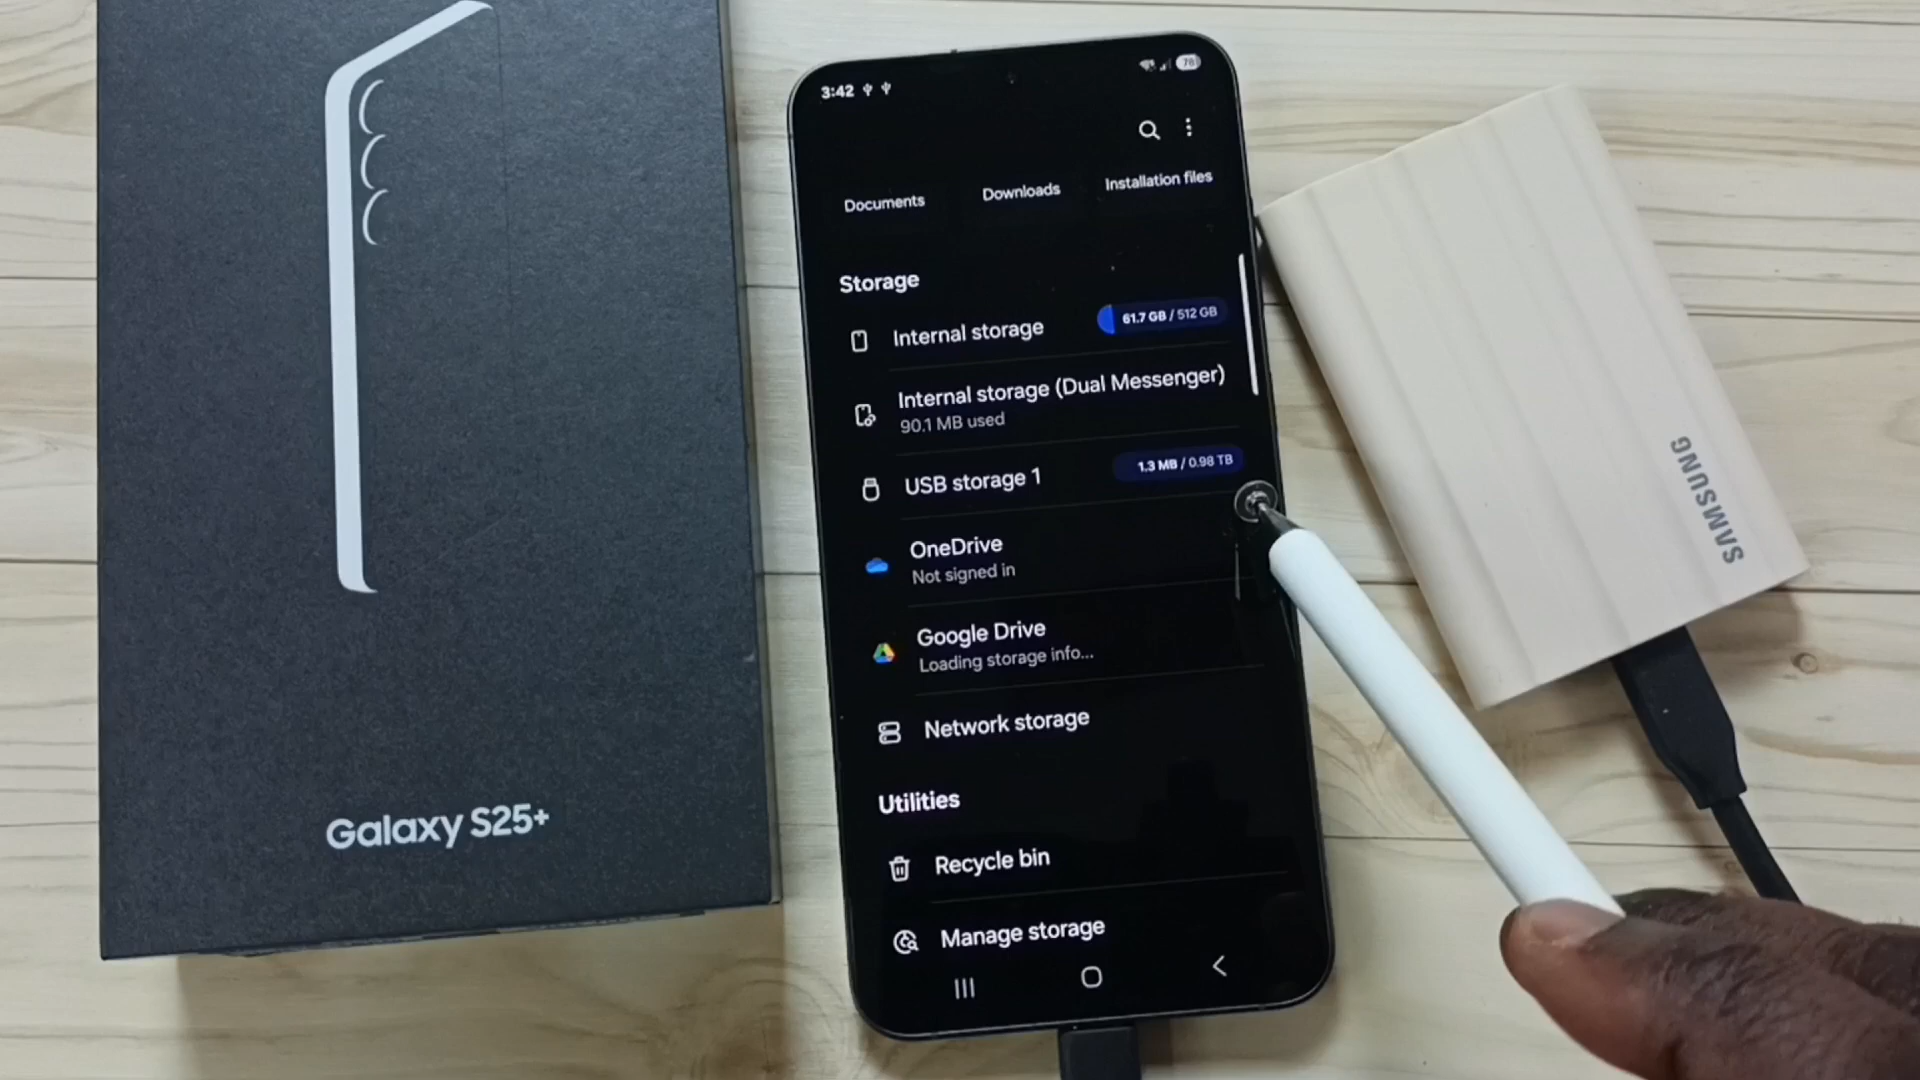 Galaxy S25+
3:42
78
Documents
Downloads
Installation files
Storage
Internal storage
61.7 GB / 512 GB
Internal storage (Dual Messenger)
90.1 MB used
USB storage 1
1.3 MB / 0.98 TB
OneDrive
Not signed in
Google Drive
Loading storage info...
Network storage
Utilities
Recycle bin
Manage storage
SAMSUNG